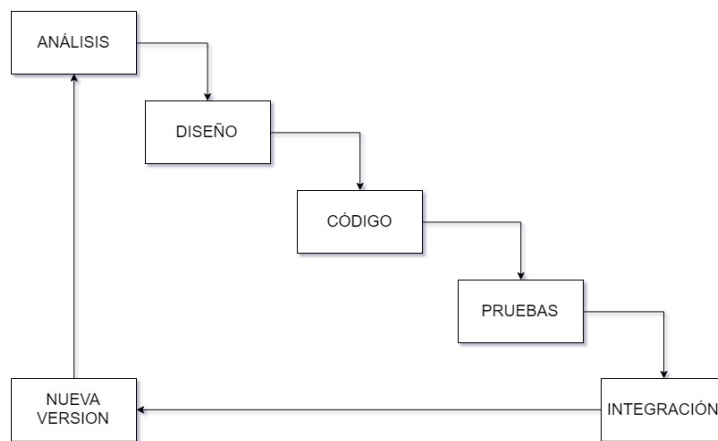 ANÁLISIS
DISEÑO
CÓDIGO
PRUEBAS
NUEVA
VERSION
INTEGRACIÓN